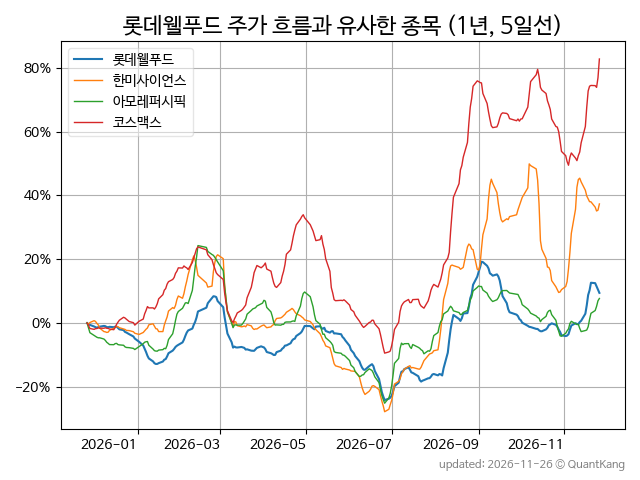 롯데웰푸드 주가 흐름과 유사한 종목 (1년, 5일선)
롯데웰푸드
한미사이언스
아모레퍼시픽
코스맥스
80%
60%
40%
20%
0%
−20%
2026-01
2026-03
2026-05
2026-07
2026-09
2026-11
updated: 2026-11-26 © QuantKang